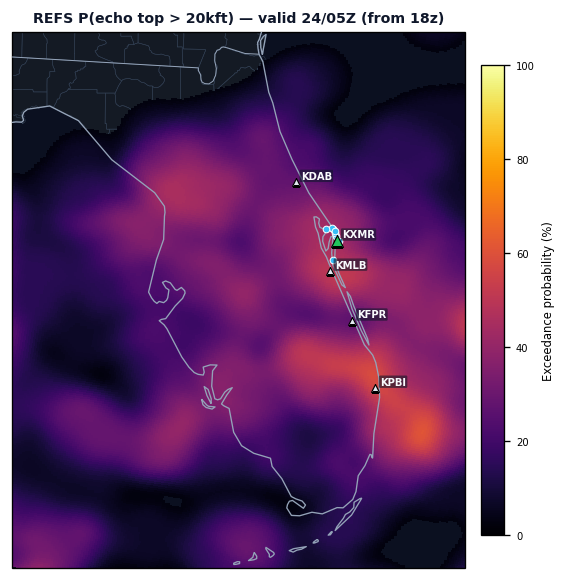 REFS P(echo top > 20kft) — valid 24/05Z (from 18z)
KDAB
KXMR
KMLB
KFPR
KPBI
100
80
60
40
20
0
Exceedance probability (%)